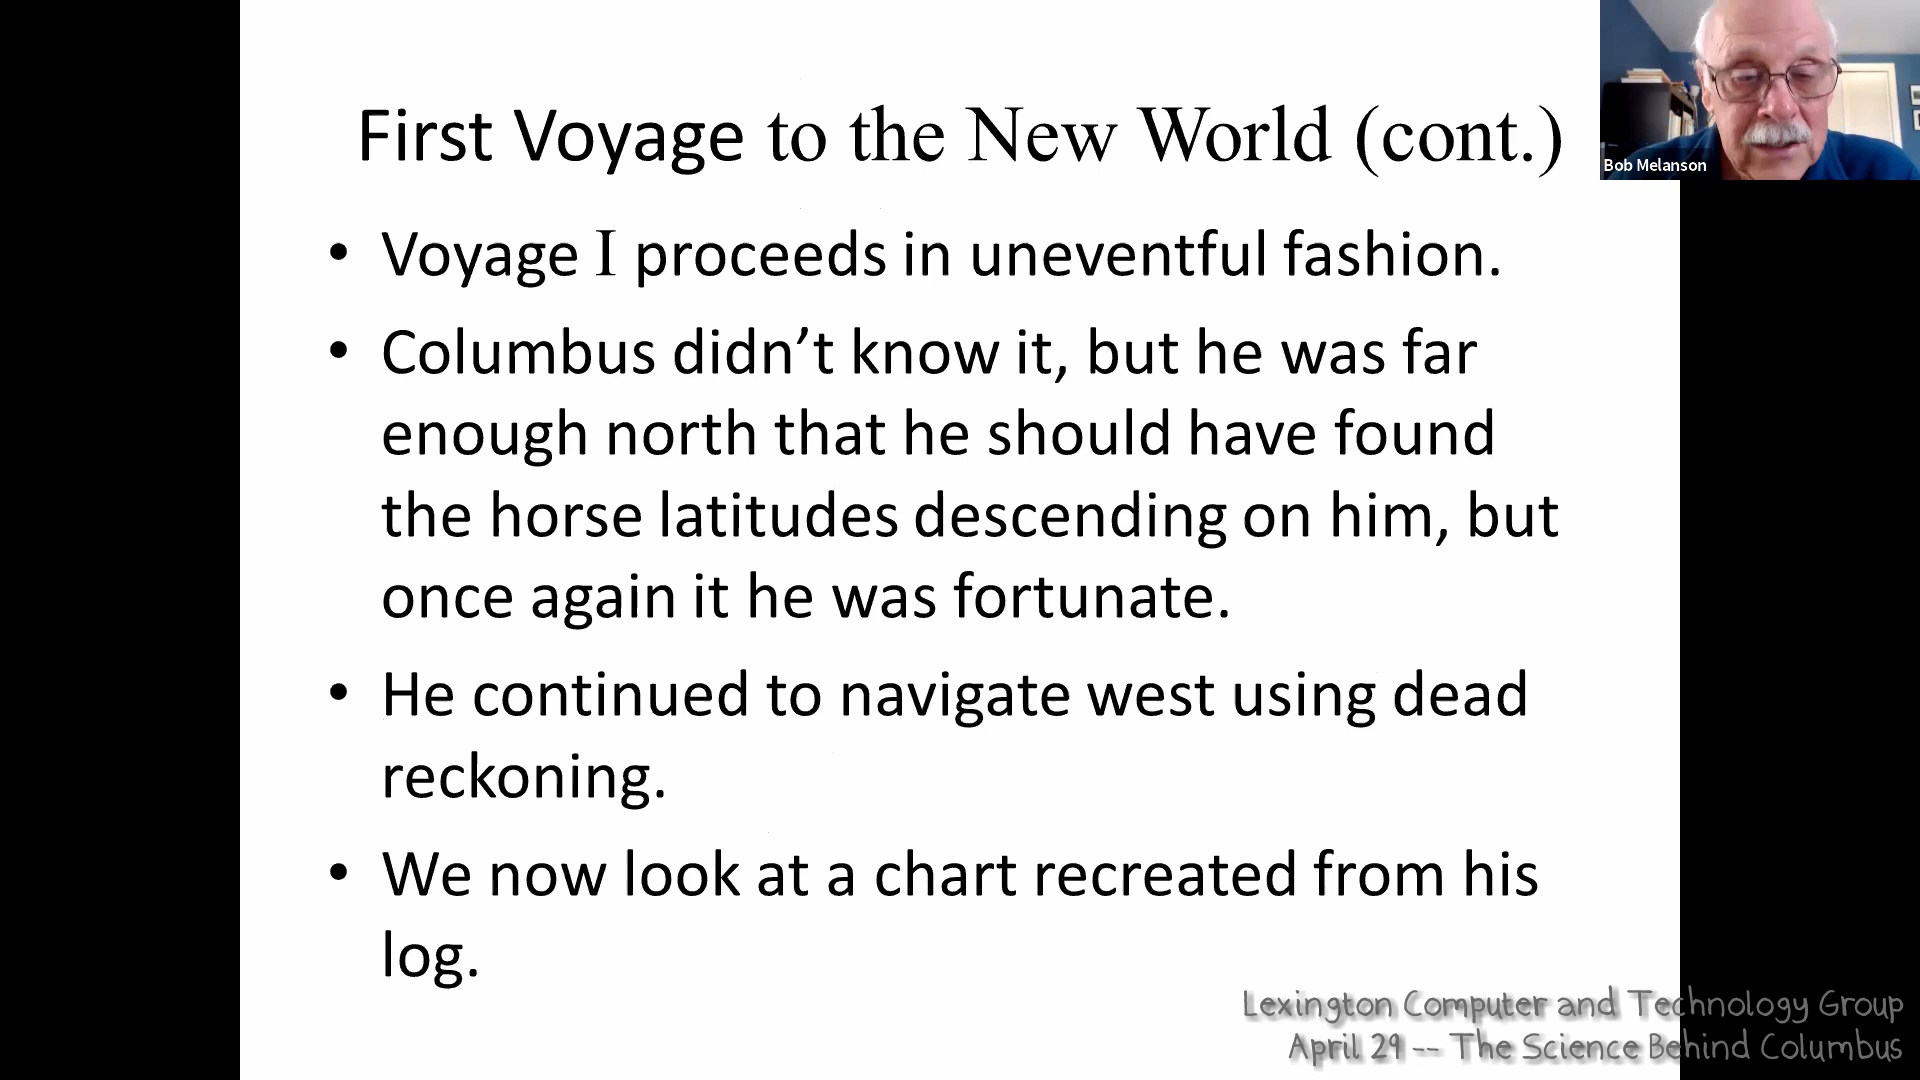 First Voyage to the New World (cont.)
Bob Melanson
• Voyage I proceeds in uneventful fashion.
• Columbus didn’t know it, but he was far
enough north that he should have found
the horse latitudes descending on him, but
once again it he was fortunate.
• He continued to navigate west using dead
reckoning.
• We now look at a chart recreated from his
log.
Lexington Computer and Technology Group
April 29 -- The Science Behind Columbus